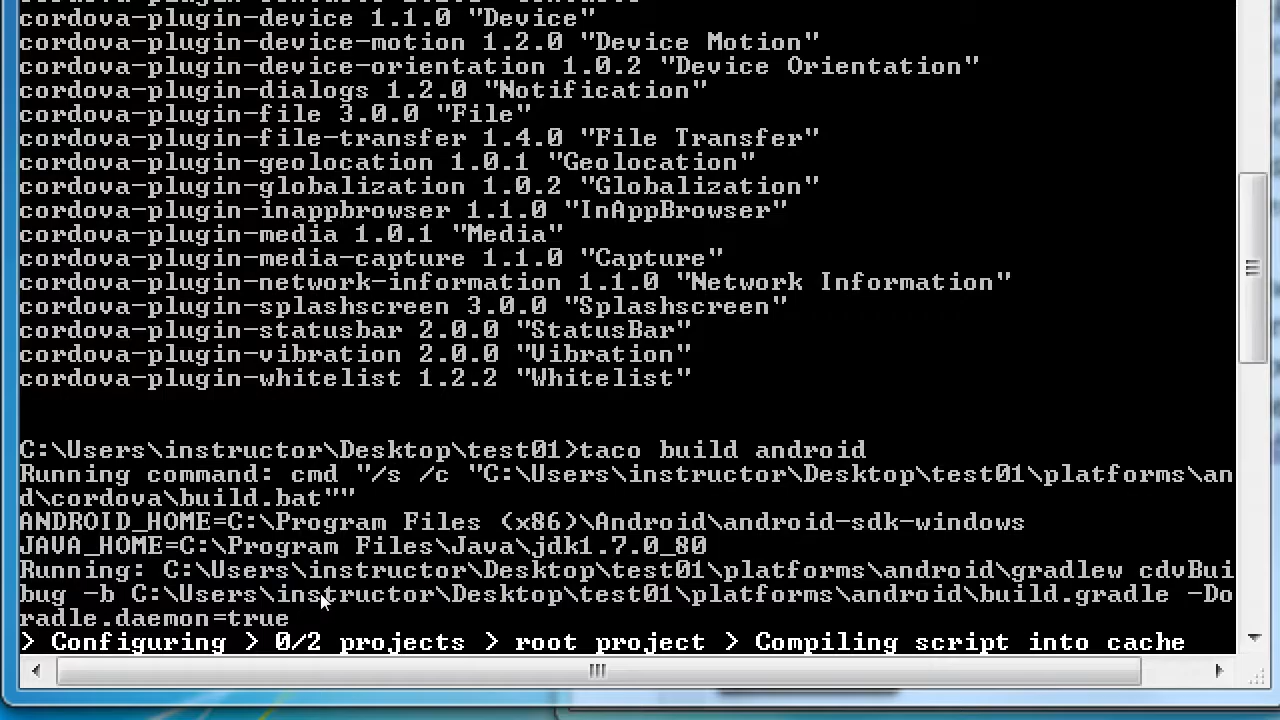 cordova-plugin-device 1.1.0 "Device"
cordova-plugin-device-motion 1.2.0 "Device Motion"
cordova-plugin-device-orientation 1.0.2 "Device Orientation"
cordova-plugin-dialogs 1.2.0 "Notification"
cordova-plugin-file 3.0.0 "File"
cordova-plugin-file-transfer 1.4.0 "File Transfer"
cordova-plugin-geolocation 1.0.1 "Geolocation"
cordova-plugin-globalization 1.0.2 "Globalization"
cordova-plugin-inappbrowser 1.1.0 "InAppBrowser"
cordova-plugin-media 1.0.1 "Media"
cordova-plugin-media-capture 1.1.0 "Capture"
cordova-plugin-network-information 1.1.0 "Network Information"
cordova-plugin-splashscreen 3.0.0 "Splashscreen"
cordova-plugin-statusbar 2.0.0 "StatusBar"
cordova-plugin-vibration 2.0.0 "Vibration"
cordova-plugin-whitelist 1.2.2 "Whitelist"
C:\Users\instructor\Desktop\test01>taco build android
Running command: cmd "/s /c "C:\Users\instructor\Desktop\test01\platforms\an
d\cordova\build.bat""
ANDROID_HOME=C:\Program Files (x86)\Android\android-sdk-windows
JAVA_HOME=C:\Program Files\Java\jdk1.7.0_80
Running: C:\Users\instructor\Desktop\test01\platforms\android\gradlew cdvBui
bug -b C:\Users\instructor\Desktop\test01\platforms\android\build.gradle -Do
radle.daemon=true
> Configuring > 0/2 projects > root project > Compiling script into cache